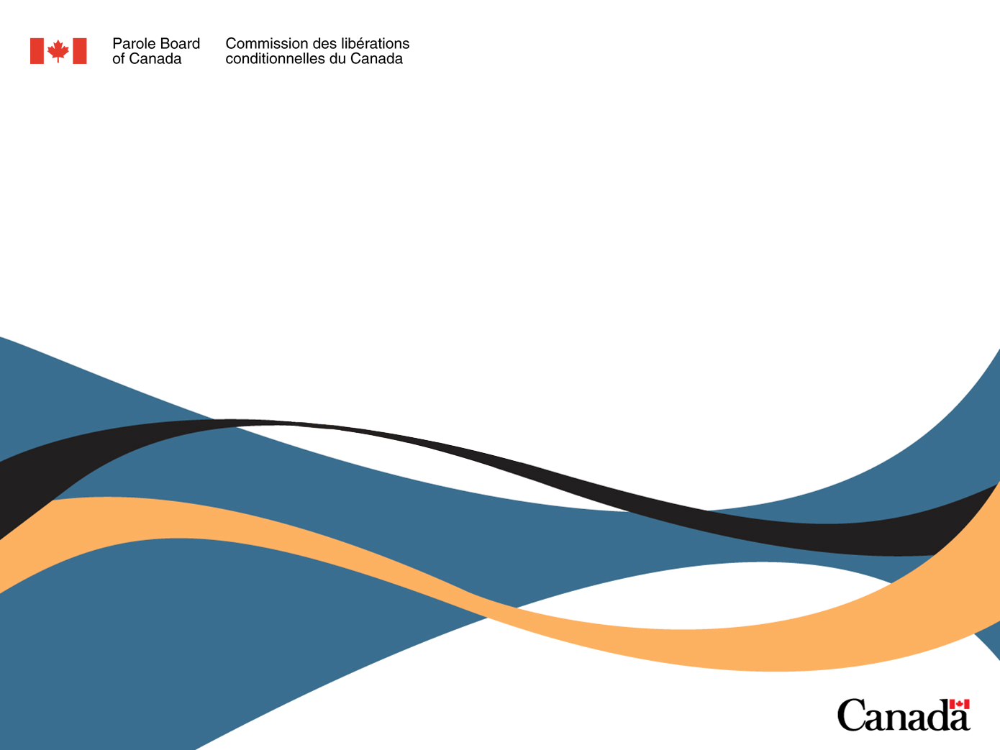 Parole Board
of Canada
Commission des libérations
conditionnelles du Canada
Canada